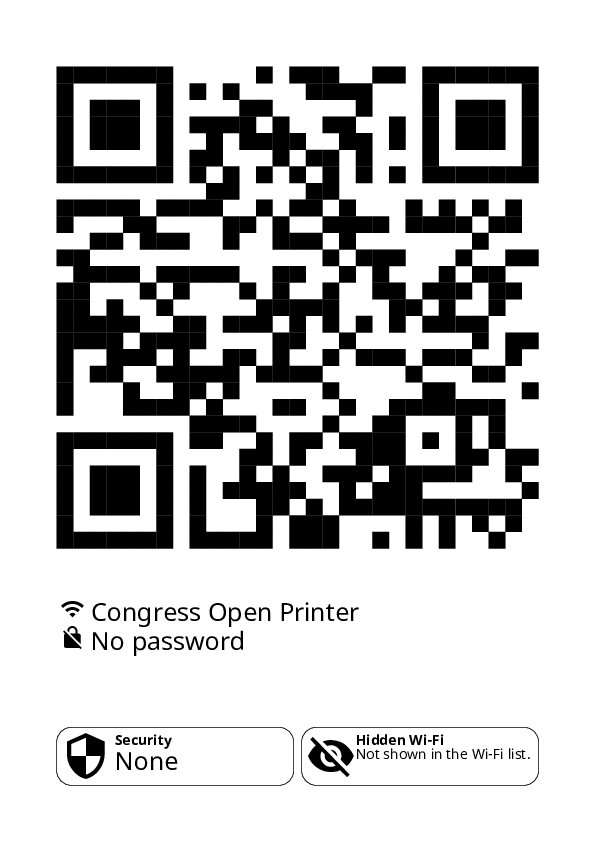 Congress Open Printer
No password
Security
None
Hidden Wi-Fi
Not shown in the Wi-Fi list.